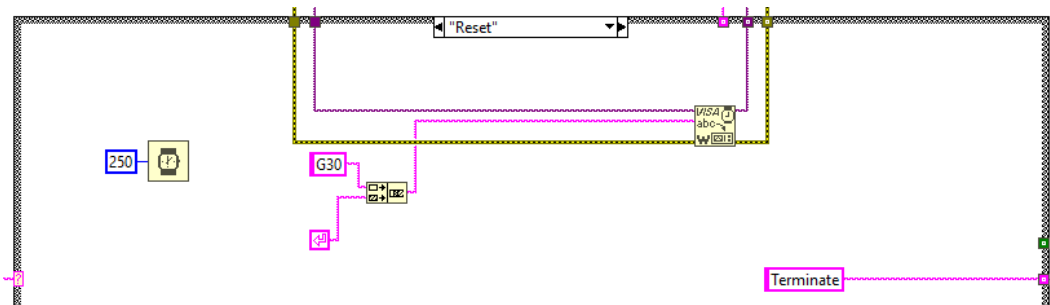 "Reset"
VISA
abc
W
250
G30
?
Terminate